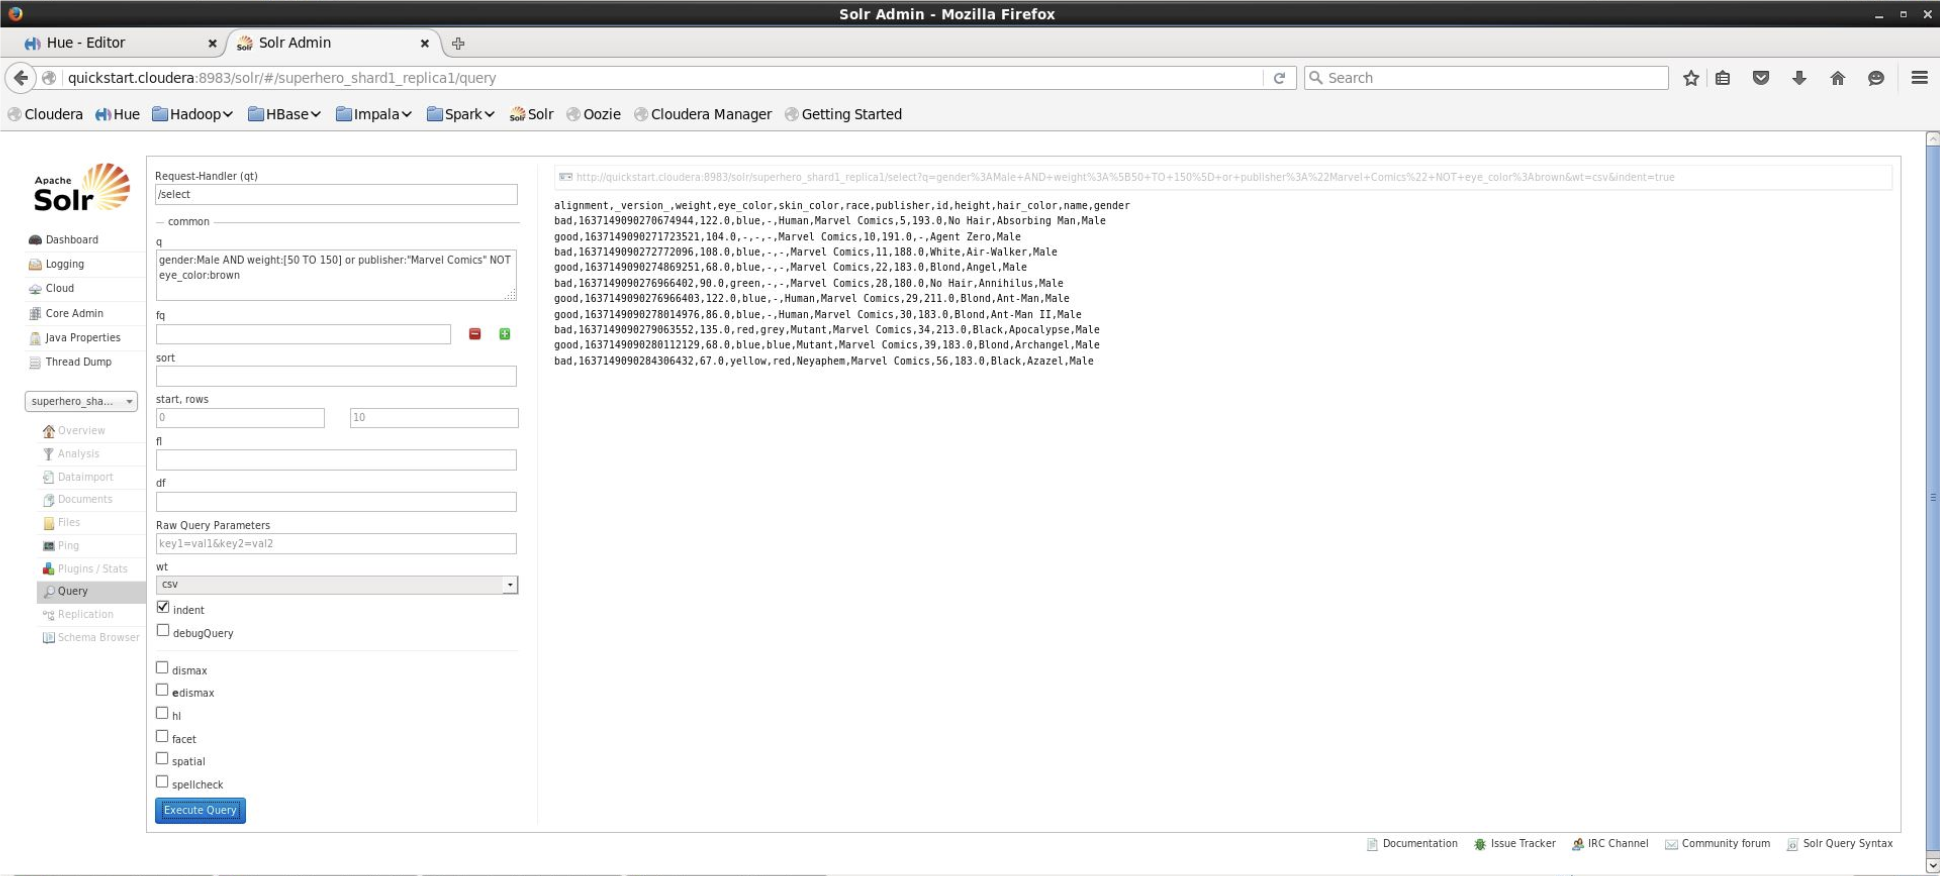 Solr Admin - Mozilla Firefox
Hue - Editor
Solr Admin
quickstart.cloudera:8983/solr/#/superhero_shard1_replica1/query
Search
Cloudera Hue Hadoop HBase Impala Spark Solr Oozie Cloudera Manager Getting Started
Apache
Solr
Dashboard
Logging
Cloud
Core Admin
Java Properties
Thread Dump
superhero_sha...
Overview
Analysis
Dataimport
Documents
Files
Ping
Plugins / Stats
Query
Replication
Schema Browser
Request-Handler (qt)
/select
common
q
gender:Male AND weight:[50 TO 150] or publisher:"Marvel Comics" NOT
eye_color:brown
fq
sort
start, rows
0
10
fl
df
Raw Query Parameters
key1=val1&key2=val2
wt
csv
indent
debugQuery
dismax
edismax
hl
facet
spatial
spellcheck
Execute Query
http://quickstart.cloudera:8983/solr/superhero_shard1_replica1/select?q=gender%3AMale+AND+weight%3A%5B50+TO+150%5D+or+publisher%3A%22Marvel+Comics%22+NOT+eye_color%3Abrown&wt=csv&indent=true
alignment,_version_,weight,eye_color,skin_color,race,publisher,id,height,hair_color,name,gender
bad,1637149090270674944,122.0,blue,-,Human,Marvel Comics,5,193.0,No Hair,Absorbing Man,Male
good,1637149090271723521,104.0,-,-,-,Marvel Comics,10,191.0,-,Agent Zero,Male
bad,1637149090272772096,108.0,blue,-,-,Marvel Comics,11,188.0,White,Air-Walker,Male
good,1637149090274869251,68.0,blue,-,-,Marvel Comics,22,183.0,Blond,Angel,Male
bad,1637149090276966402,90.0,green,-,-,Marvel Comics,28,180.0,No Hair,Annihilus,Male
good,1637149090276966403,122.0,blue,-,Human,Marvel Comics,29,211.0,Blond,Ant-Man,Male
good,1637149090278014976,86.0,blue,-,Human,Marvel Comics,30,183.0,Blond,Ant-Man II,Male
bad,1637149090279063552,135.0,red,grey,Mutant,Marvel Comics,34,213.0,Black,Apocalypse,Male
good,1637149090280112129,68.0,blue,blue,Mutant,Marvel Comics,39,183.0,Blond,Archangel,Male
bad,1637149090284306432,67.0,yellow,red,Neyaphem,Marvel Comics,56,183.0,Black,Azazel,Male
Documentation Issue Tracker IRC Channel Community forum Solr Query Syntax